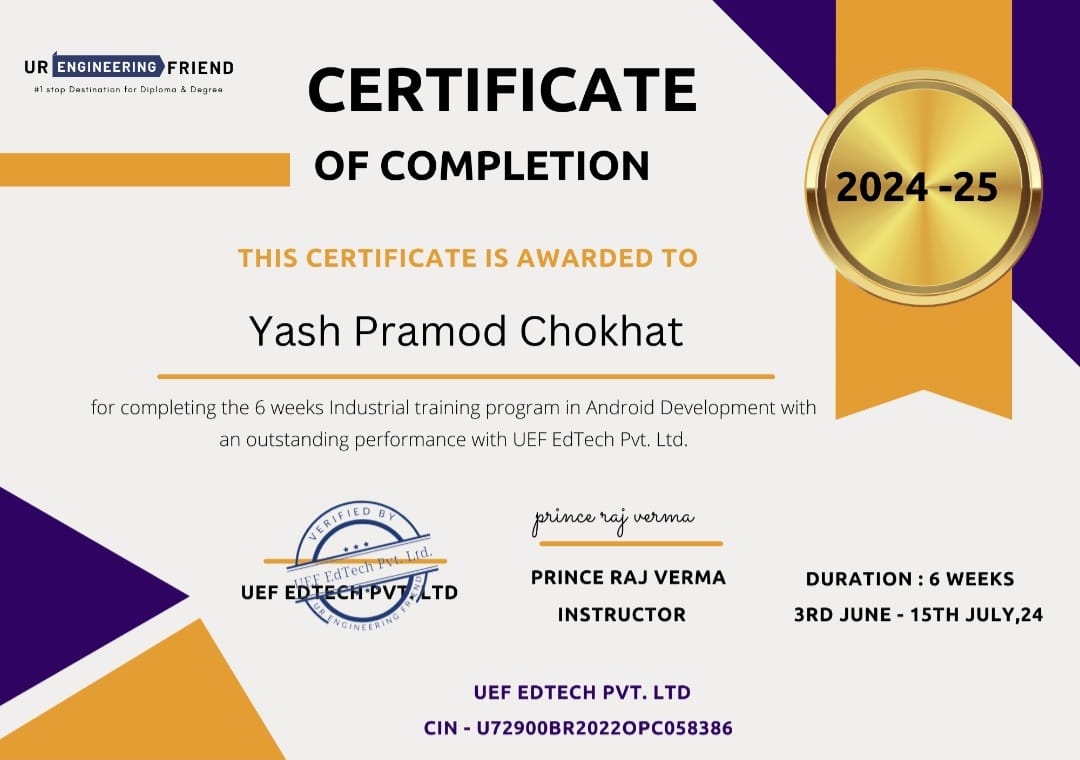 UR ENGINEERING FRIEND
#1 stop Destination for Diploma & Degree
CERTIFICATE
OF COMPLETION
2024 -25
THIS CERTIFICATE IS AWARDED TO
Yash Pramod Chokhat
for completing the 6 weeks Industrial training program in Android Development with
an outstanding performance with UEF EdTech Pvt. Ltd.
VERIFIED BY
UEF EdTech Pvt. Ltd.
UR ENGINEERING FRIEND
UEF EDTECH PVT. LTD
prince raj verma
PRINCE RAJ VERMA
INSTRUCTOR
DURATION : 6 WEEKS
3RD JUNE - 15TH JULY,24
UEF EDTECH PVT. LTD
CIN - U72900BR2022OPC058386